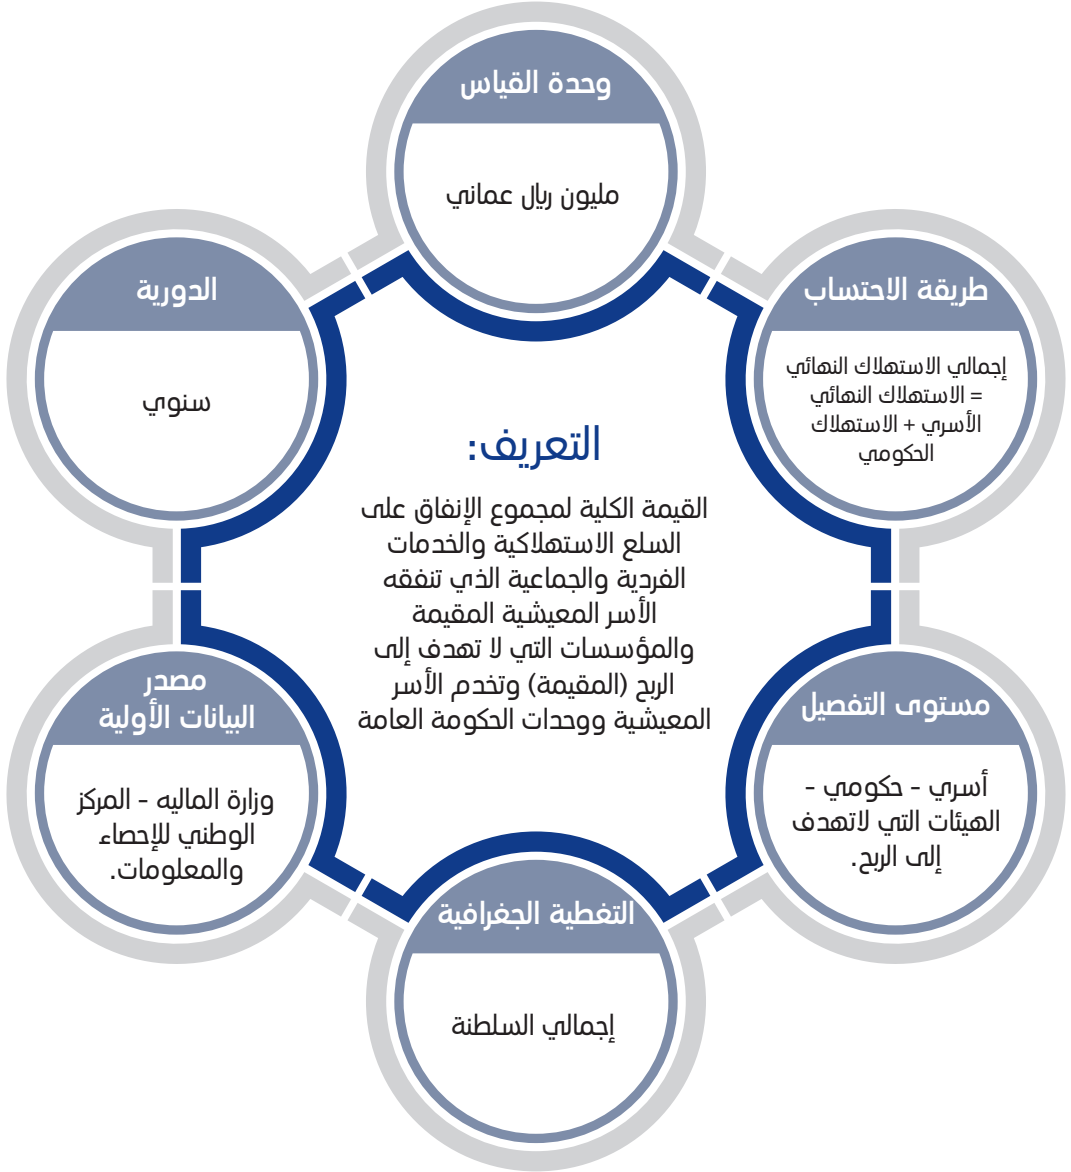 وحدة القياس
مليون ريال عماني
طريقة الاحتساب
إجمالي الاستهلاك النهائي
= الاستهلاك النهائي
الأسري + الاستهلاك
الحكومي
الدورية
سنوي
التعريف:
القيمة الكلية لمجموع الإنفاق على
السلع الاستهلاكية والخدمات
الفردية والجماعية الذي تنفقه
الأسر المعيشية المقيمة
والمؤسسات التي لا تهدف إلى
الربح (المقيمة) وتخدم الأسر
المعيشية ووحدات الحكومة العامة
مستوى التفصيل
أسري - حكومي -
الهيئات التي لاتهدف
إلى الربح.
مصدر
البيانات الأولية
وزارة الماليه - المركز
الوطني للإحصاء
والمعلومات.
التغطية الجغرافية
إجمالي السلطنة